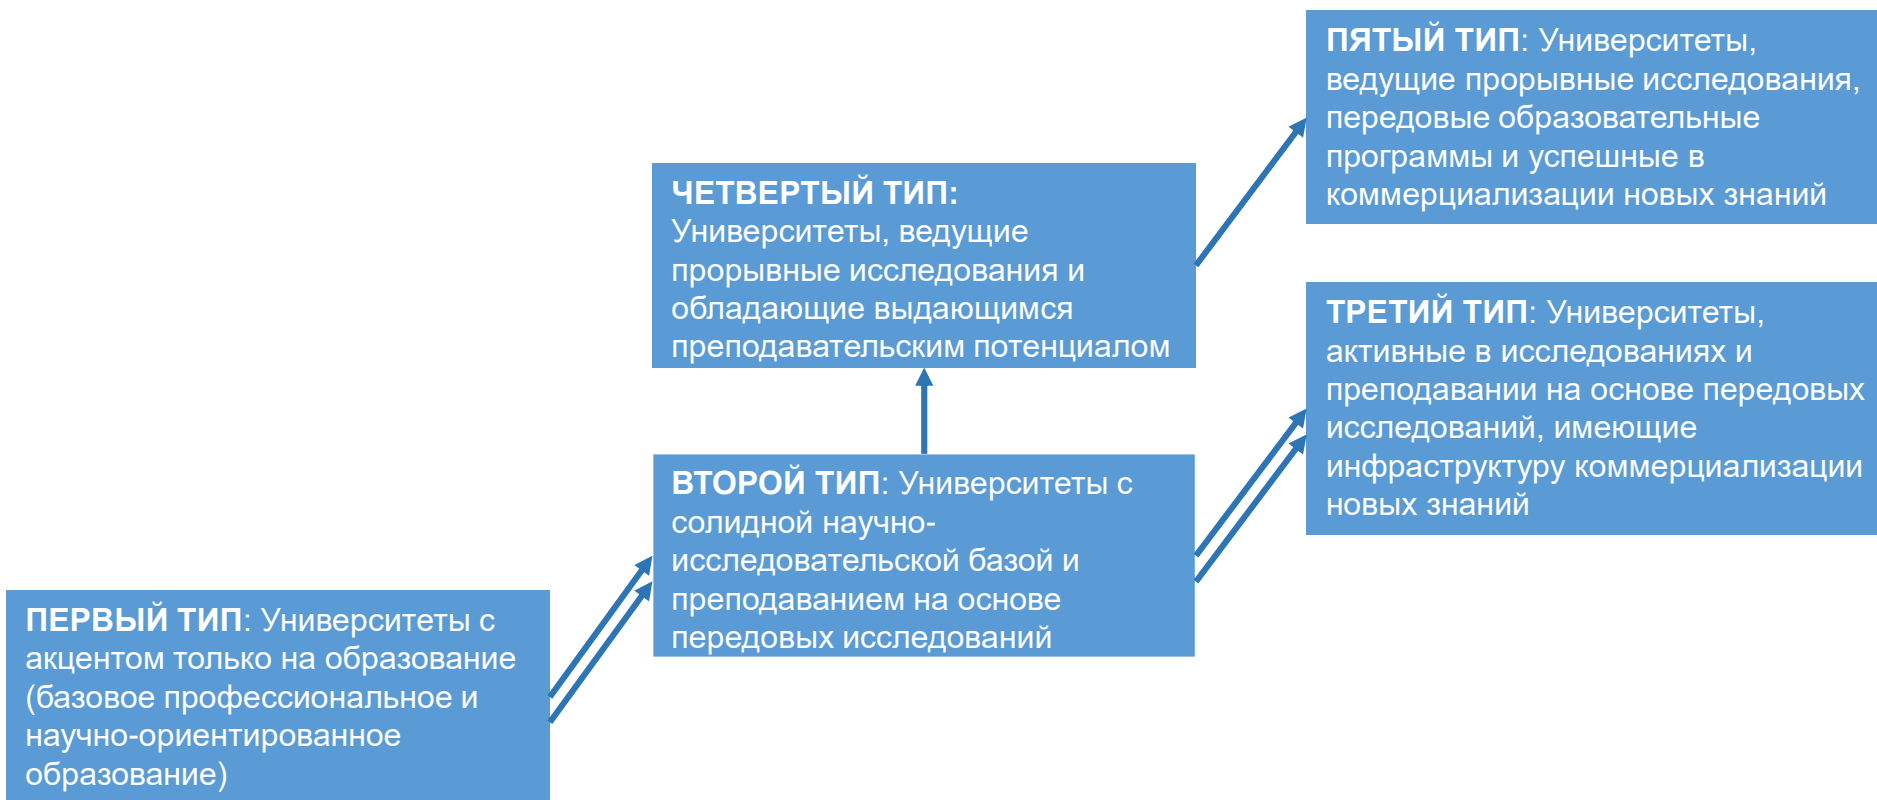 ПЯТЫЙ ТИП: Университеты,
ведущие прорывные исследования,
передовые образовательные
программы и успешные в
коммерциализации новых знаний
ЧЕТВЕРТЫЙ ТИП:
Университеты, ведущие
прорывные исследования и
обладающие выдающимся
преподавательским потенциалом
ТРЕТИЙ ТИП: Университеты,
активные в исследованиях и
преподавании на основе передовых
исследований, имеющие
инфраструктуру коммерциализации
новых знаний
ВТОРОЙ ТИП: Университеты с
солидной научно-
исследовательской базой и
преподаванием на основе
передовых исследований
ПЕРВЫЙ ТИП: Университеты с
акцентом только на образование
(базовое профессиональное и
научно-ориентированное
образование)